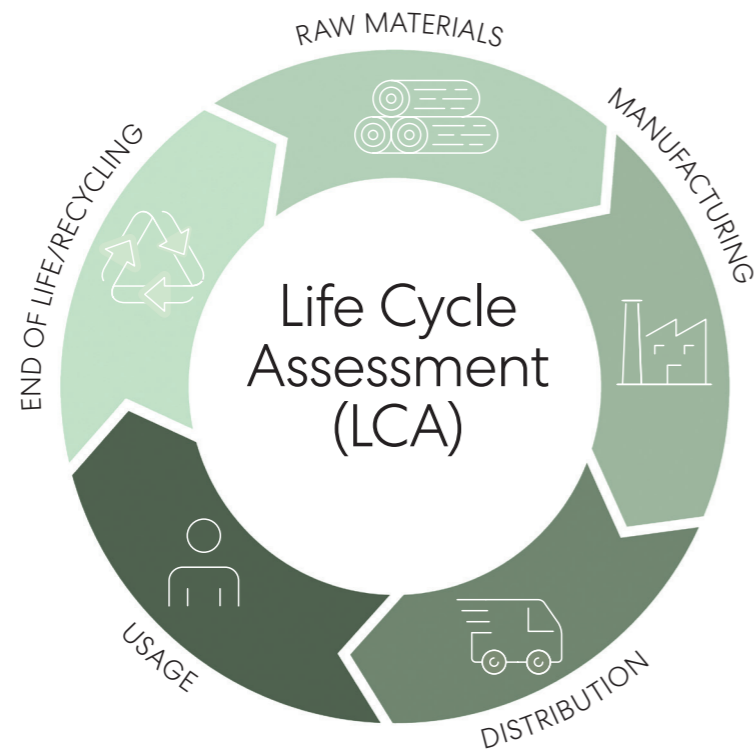 RAW MATERIALS
MANUFACTURING
DISTRIBUTION
USAGE
END OF LIFE/RECYCLING
Life Cycle
Assessment
(LCA)